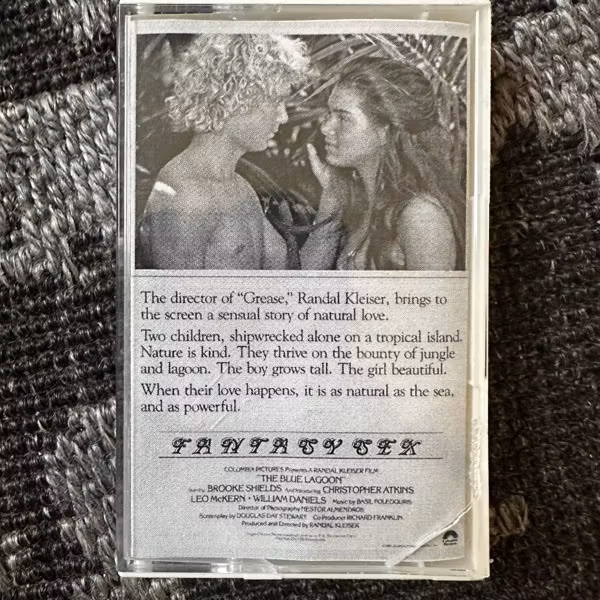 The director of "Grease," Randal Kleiser, brings to
the screen a sensual story of natural love.
Two children, shipwrecked alone on a tropical island.
Nature is kind. They thrive on the bounty of jungle
and lagoon. The boy grows tall. The girl beautiful.
When their love happens, it is as natural as the sea,
and as powerful.
FANTASY SEX
COLUMBIA PICTURES Presents A RANDAL KLEISER FILM
"THE BLUE LAGOON"
Starring BROOKE SHIELDS And Introducing CHRISTOPHER ATKINS
LEO McKERN • WILLIAM DANIELS Music by BASIL POLEDOURIS
Director of Photography NESTOR ALMENDROS
Screenplay by DOUGLAS DAY STEWART Co-Producer RICHARD FRANKLIN
Produced and Directed by RANDAL KLEISER